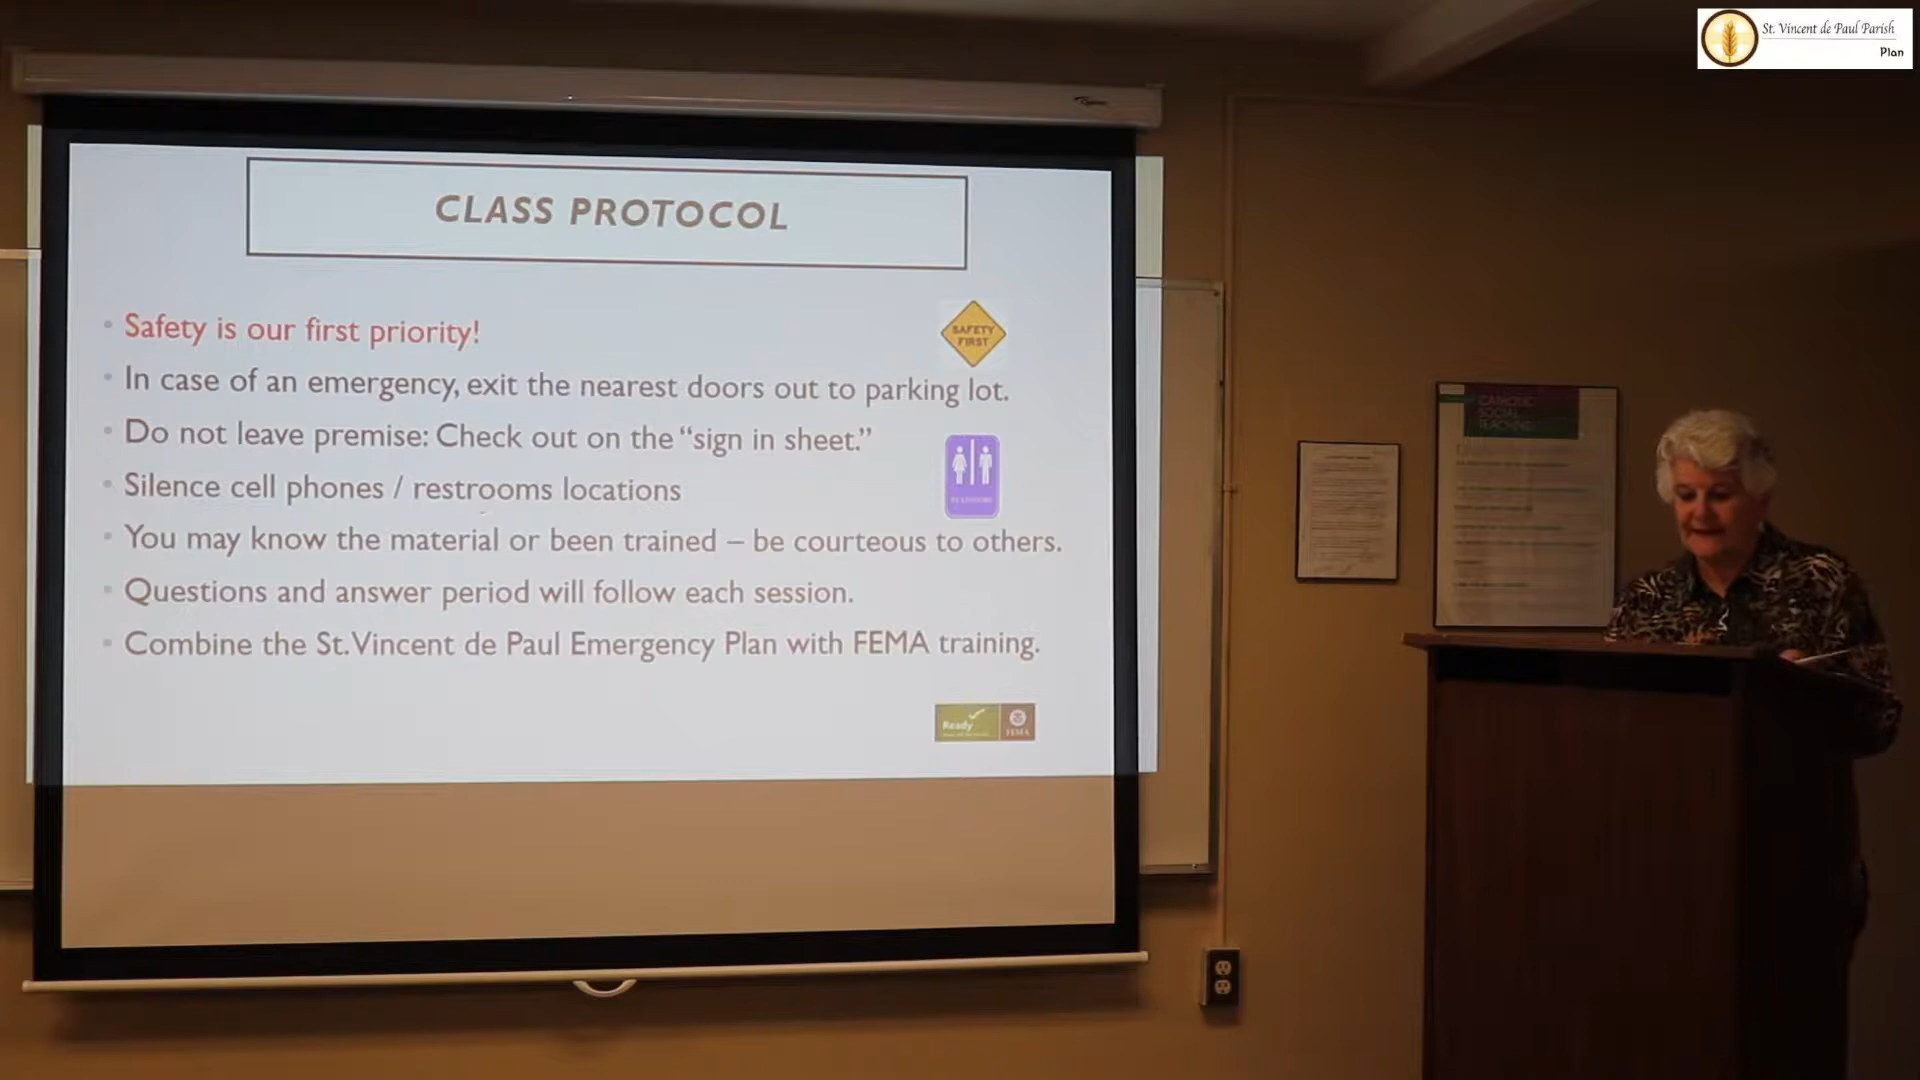 St. Vincent de Paul Parish
Plan
CLASS PROTOCOL
• Safety is our first priority!
SAFETY
FIRST
• In case of an emergency, exit the nearest doors out to parking lot.
• Do not leave premise: Check out on the “sign in sheet.”
• Silence cell phones / restrooms locations
• You may know the material or been trained – be courteous to others.
• Questions and answer period will follow each session.
• Combine the St. Vincent de Paul Emergency Plan with FEMA training.
Ready
FEMA
CATHOLIC
SOCIAL
TEACHING